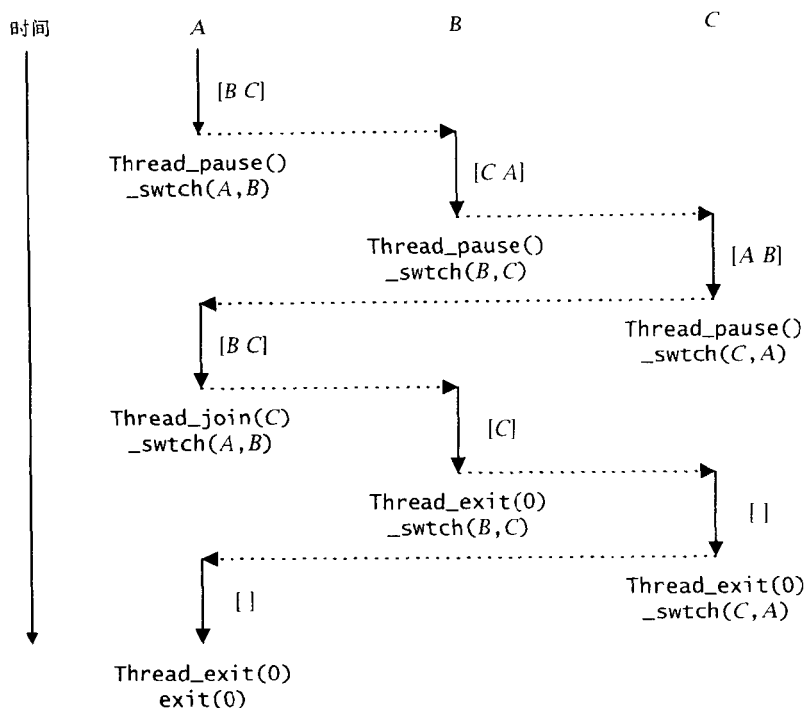 时间 A B C
[B C]
Thread_pause()
_swtch(A,B)
[C A]
Thread_pause()
_swtch(B,C)
[A B]
Thread_pause()
_swtch(C,A)
[B C]
Thread_join(C)
_swtch(A,B)
[C]
Thread_exit(0)
_swtch(B,C)
[ ]
Thread_exit(0)
_swtch(C,A)
[ ]
Thread_exit(0)
exit(0)